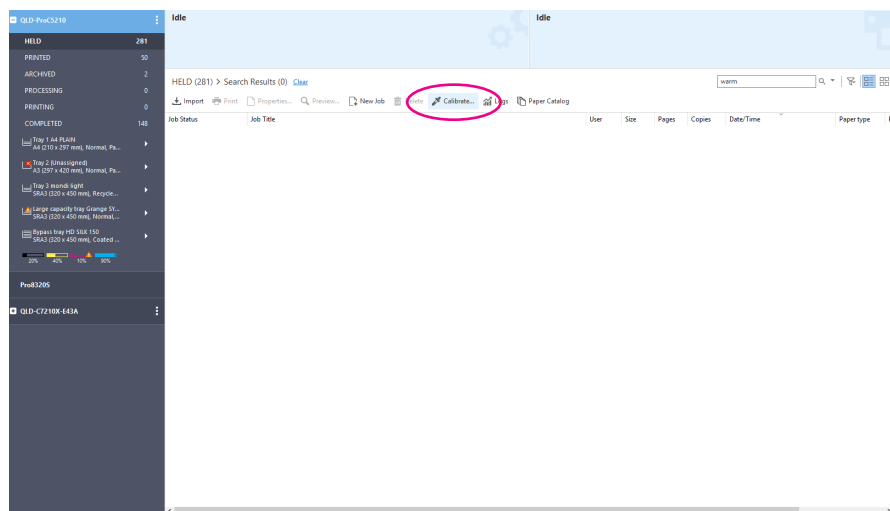 QLD-ProC5210
HELD 281
PRINTED 50
ARCHIVED 2
PROCESSING 0
PRINTING 0
COMPLETED 148
Tray 1 A4 PLAIN
A4 (210 x 297 mm), Normal, Pa...
Tray 2 (Unassigned)
A3 (297 x 420 mm), Normal, Pa...
Tray 3 mondi light
SRA3 (320 x 450 mm), Recycle...
Large capacity tray Grange SY...
SRA3 (320 x 450 mm), Normal,...
Bypass tray HD SILK 150
SRA3 (320 x 450 mm), Coated ...
20% 40% 10% 90%
Pro8320S
QLD-C7210X-E43A
Idle
Idle
HELD (281) > Search Results (0) Clear
warm
Import Print Properties... Preview... New Job Delete Calibrate... Logs Paper Catalog
Job Status Job Title User Size Pages Copies Date/Time Paper type